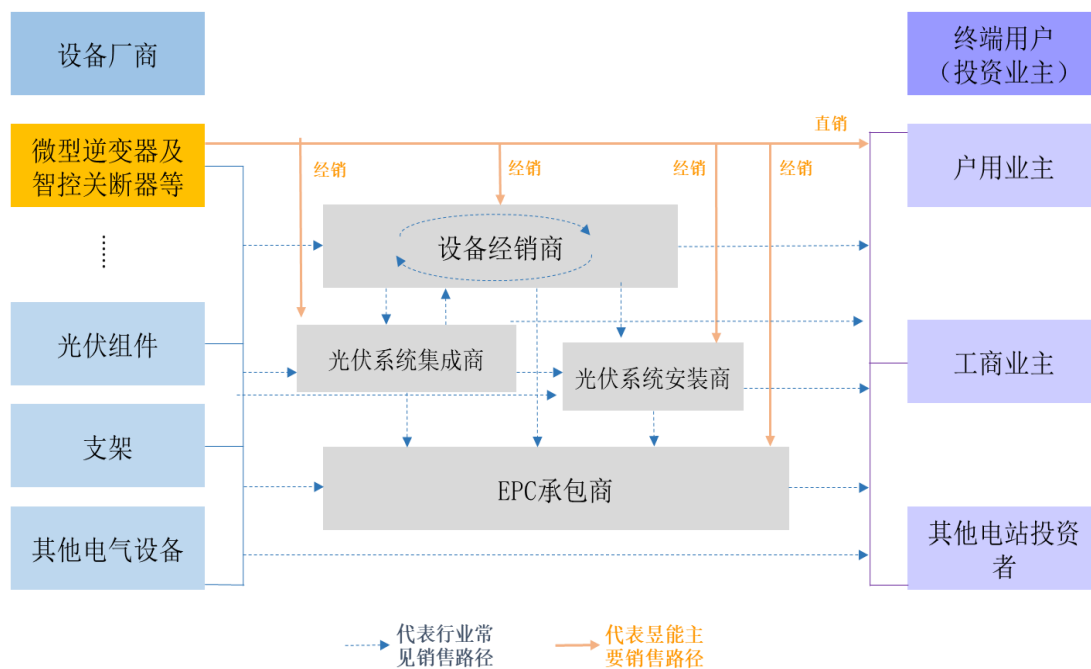 设备厂商
终端用户
（投资业主）
直销
微型逆变器及
智控关断器等
经销
经销
经销
经销
户用业主
设备经销商
......
光伏组件
光伏系统集成商
光伏系统安装商
工商业主
支架
EPC承包商
其他电气设备
其他电站投资
者
代表行业常
见销售路径
代表昱能主
要销售路径